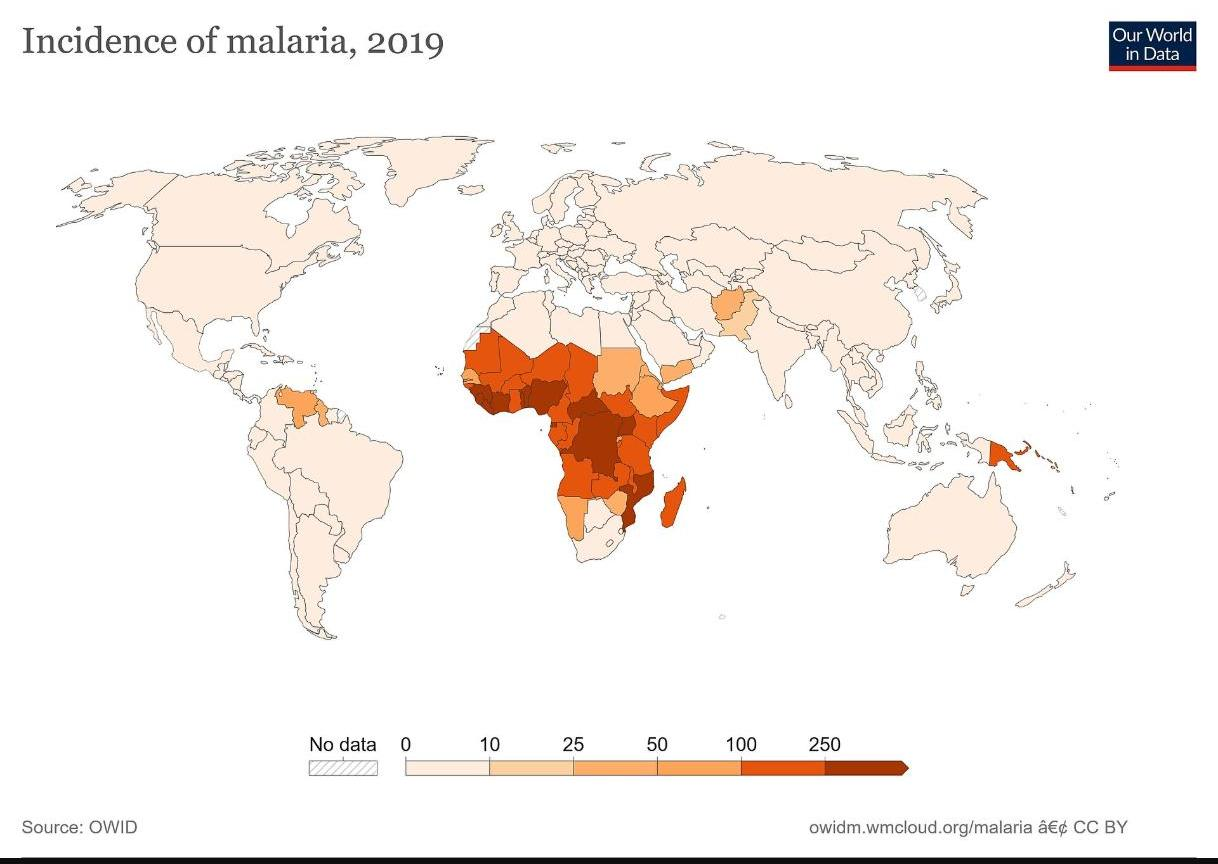 Incidence of malaria, 2019
Our World
in Data
No data 0 10 25 50 100 250
Source: OWID
owidm.wmcloud.org/malaria â€¢ CC BY